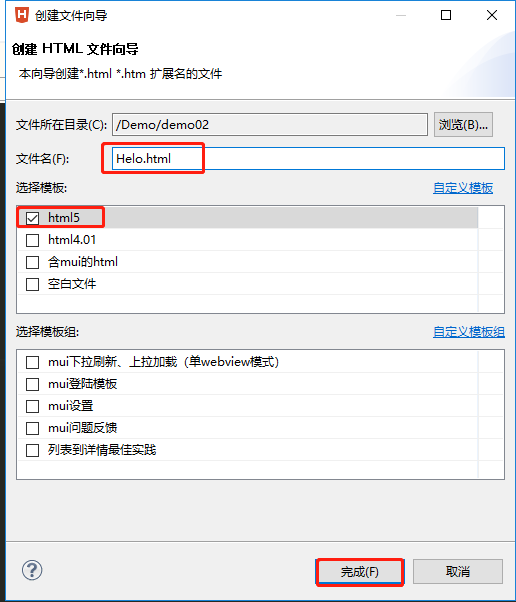 创建文件向导
创建 HTML 文件向导
本向导创建*.html *.htm 扩展名的文件
文件所在目录(C): /Demo/demo02 浏览(B)...
文件名(F): Helo.html
选择模板: 自定义模板
html5
html4.01
含mui的html
空白文件
选择模板组: 自定义模板组
mui下拉刷新、上拉加载（单webview模式）
mui登陆模板
mui设置
mui问题反馈
列表到详情最佳实践
? 完成(F) 取消